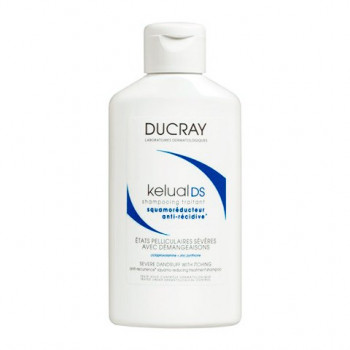 DUCRAY
LABORATOIRES DERMATOLOGIQUES
kelual DS
shampooing traitant
squamoréducteur
anti-récidive*
ÉTATS PELLICULAIRES SÉVÈRES
AVEC DÉMANGEAISONS
SEVERE DANDRUFF WITH ITCHING